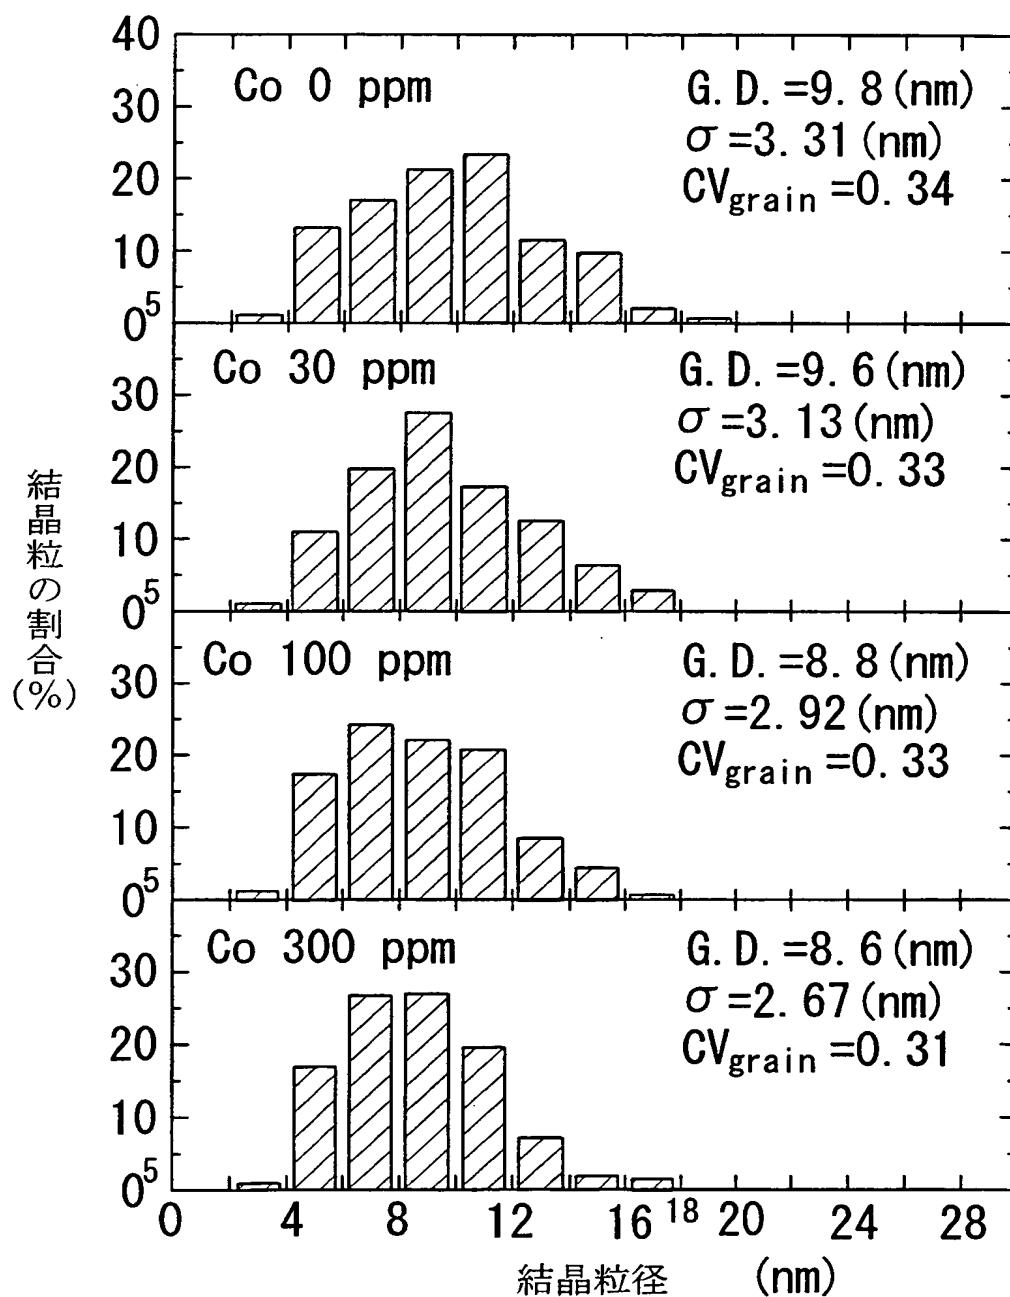 40
30
20
10
5
0
Co 0 ppm
G. D. =9. 8 (nm)
σ =3. 31 (nm)
CVgrain =0. 34
30
20
10
5
0
Co 30 ppm
G. D. =9. 6 (nm)
σ =3. 13 (nm)
CVgrain =0. 33
30
20
10
5
0
Co 100 ppm
G. D. =8. 8 (nm)
σ =2. 92 (nm)
CVgrain =0. 33
30
20
10
5
0
Co 300 ppm
G. D. =8. 6 (nm)
σ =2. 67 (nm)
CVgrain =0. 31
結晶粒の割合(%)
0 4 8 12 16 18 20 24 28
結晶粒径 (nm)